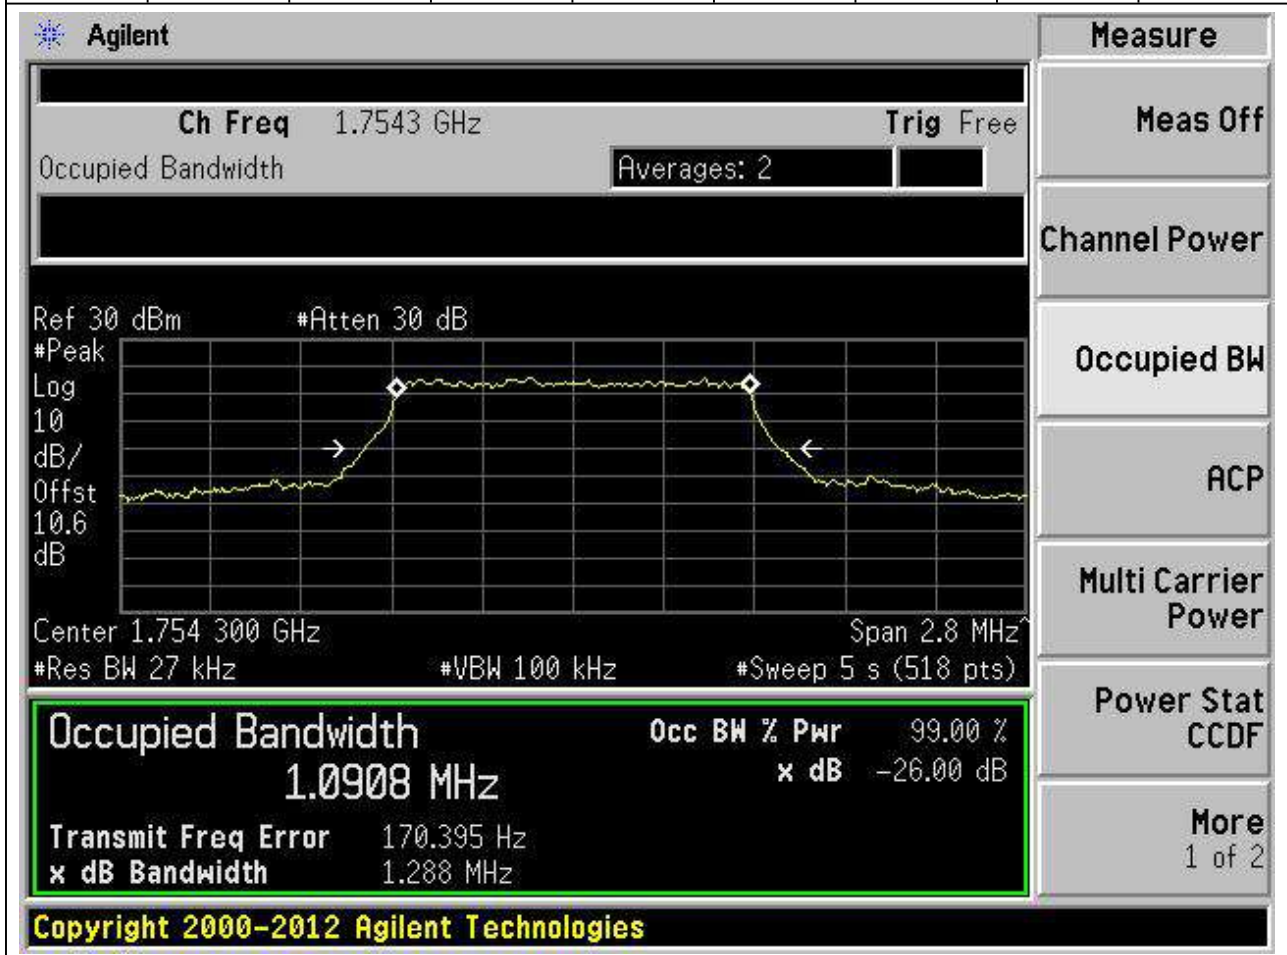 Agilent
Measure
Ch Freq 1.7543 GHz Trig Free
Meas Off
Occupied Bandwidth Averages: 2
Channel Power
Ref 30 dBm #Atten 30 dB
#Peak
Log
10
dB/
Offst
10.6
dB
Occupied BW
ACP
Center 1.754 300 GHz Span 2.8 MHz^
#Res BW 27 kHz #VBW 100 kHz #Sweep 5 s (518 pts)
Multi Carrier
Power
Occupied Bandwidth Occ BW % Pwr 99.00 %
1.0908 MHz x dB -26.00 dB
Power Stat
CCDF
Transmit Freq Error 170.395 Hz
x dB Bandwidth 1.288 MHz
More
1 of 2
Copyright 2000-2012 Agilent Technologies